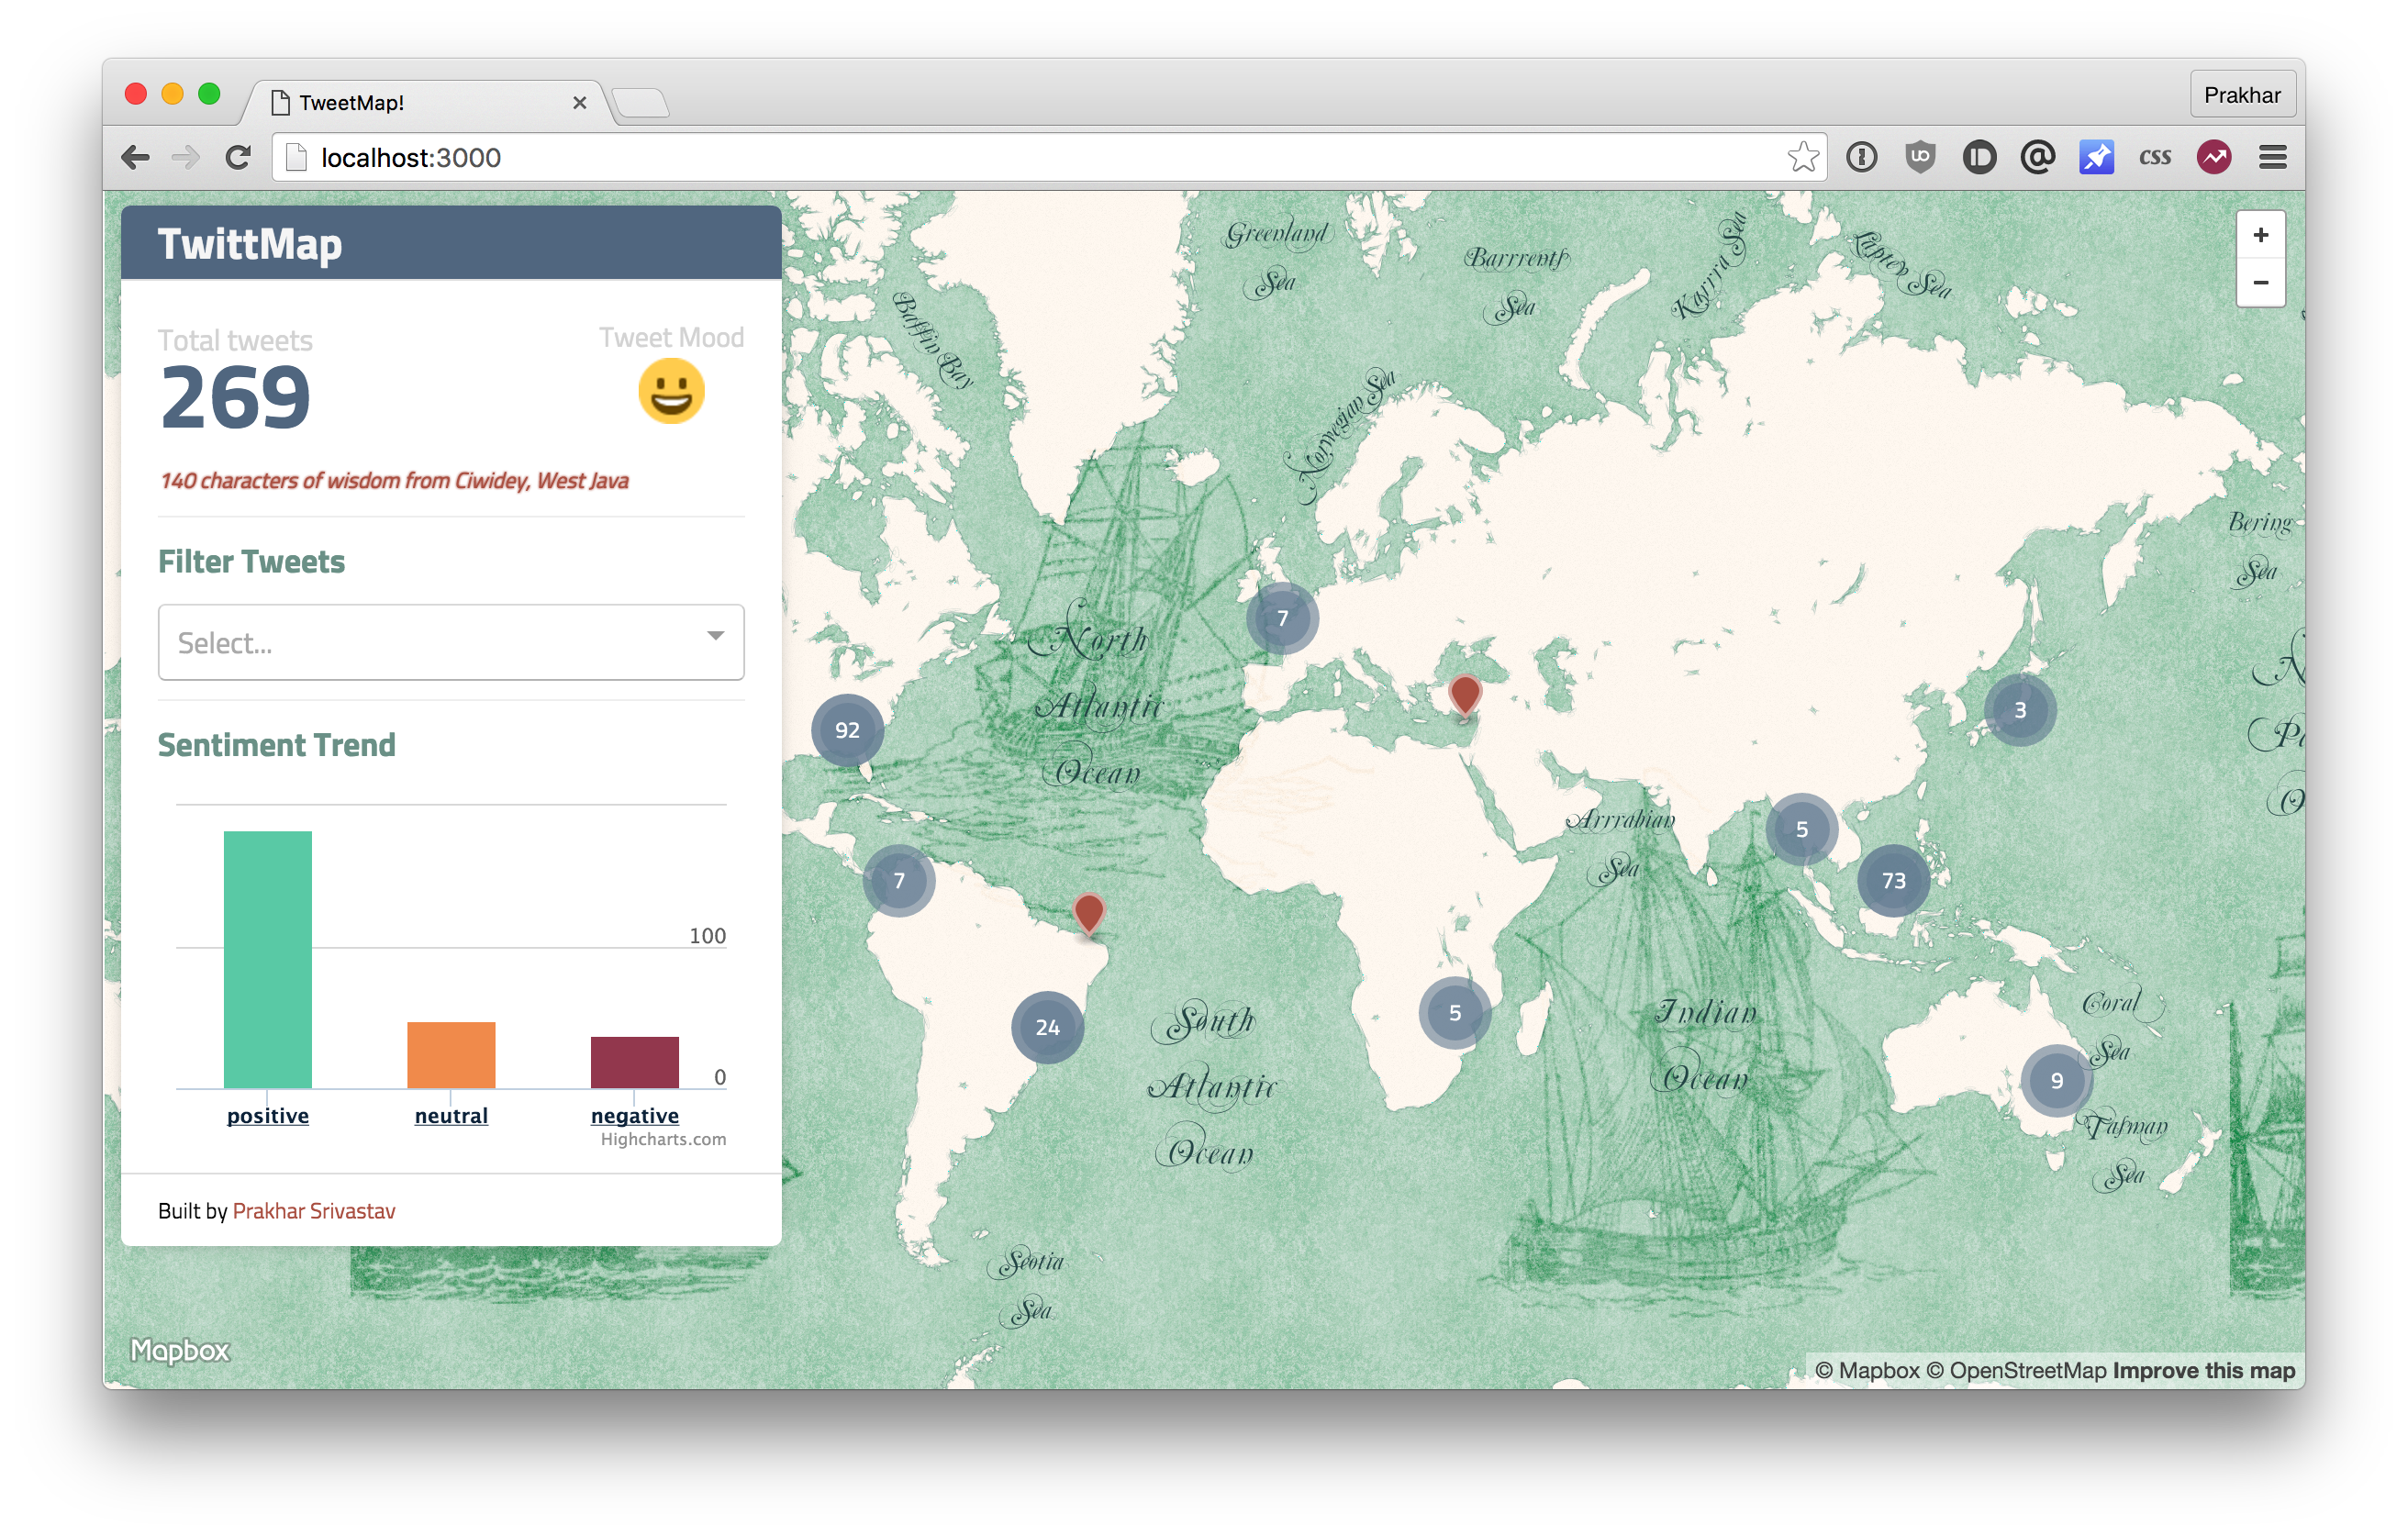 TweetMap!
Prakhar
localhost:3000
CSS
TwittMap
Total tweets
269
Tweet Mood
140 characters of wisdom from Ciwidey, West Java
Filter Tweets
Select...
Sentiment Trend
100
0
positive
neutral
negative
Highcharts.com
Built by Prakhar Srivastav
Mapbox
Baffin Bay
Greenland
Sea
Barrrents
Sea
Karrra Sea
Laptev Sea
Norwegian Sea
Bering
Sea
North
Atlantic
Ocean
Arrrabian
Sea
South
Atlantic
Ocean
Indian
Ocean
Coral
Sea
Tasman
Sea
Scotia
Sea
92
7
7
24
5
5
73
3
9
+
−
© Mapbox © OpenStreetMap Improve this map